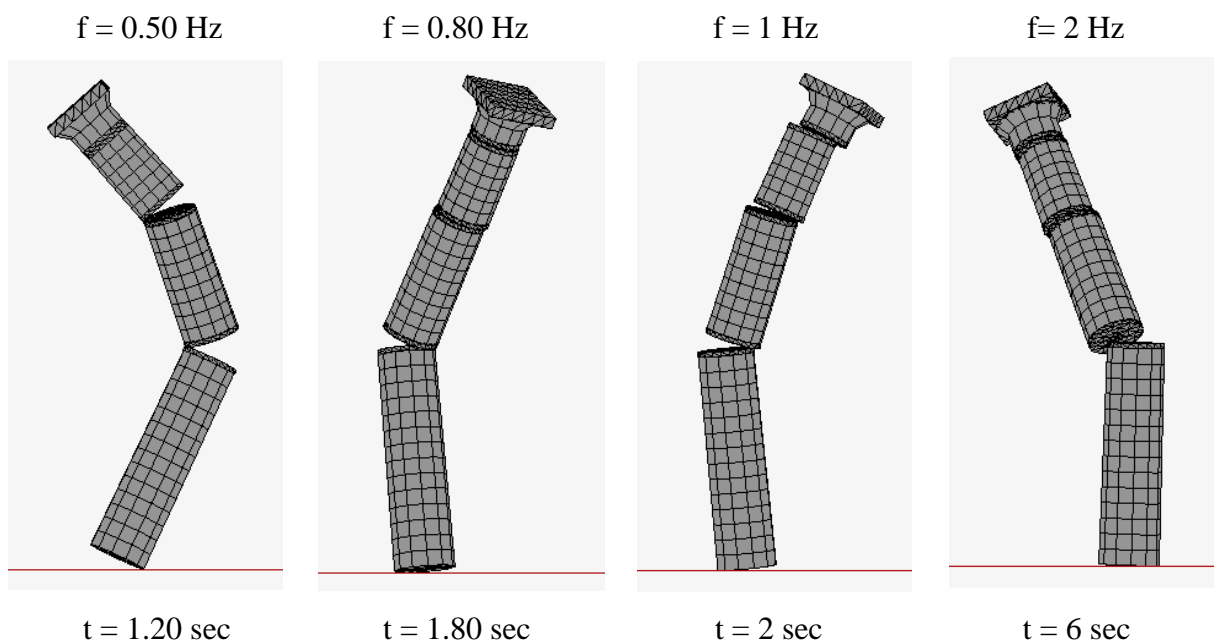 f = 0.50 Hz
f = 0.80 Hz
f = 1 Hz
f= 2 Hz
t = 1.20 sec
t = 1.80 sec
t = 2 sec
t = 6 sec